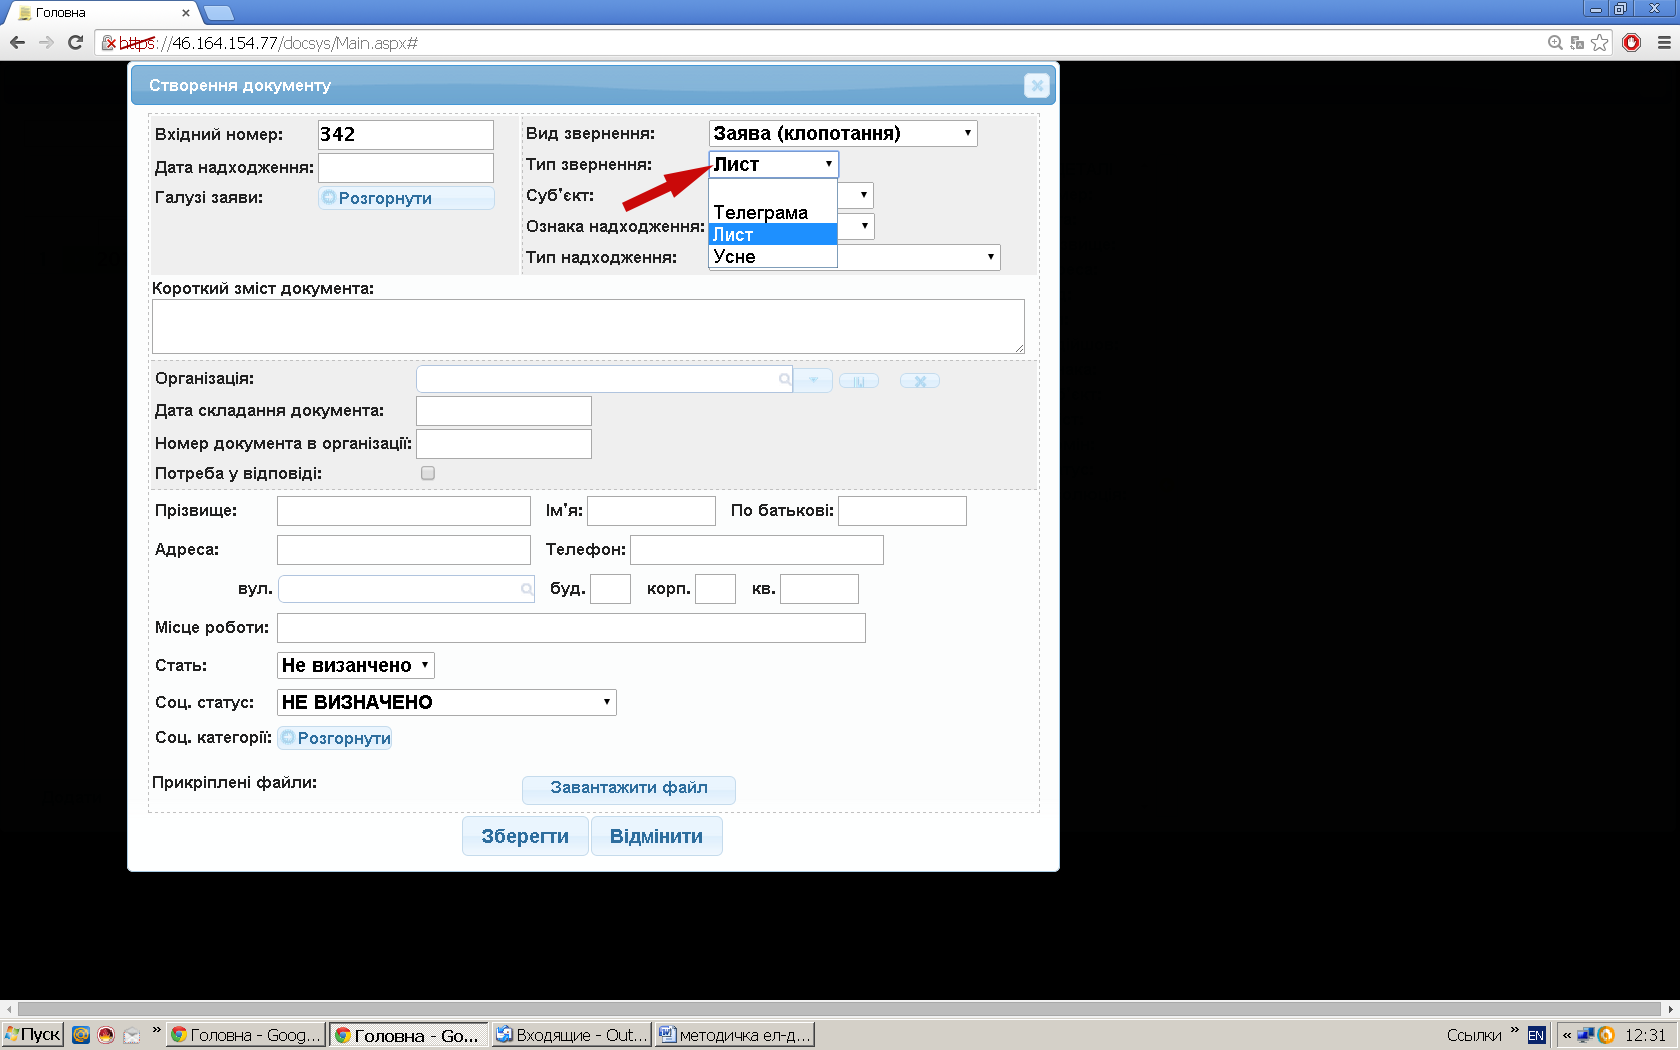 Головна
https://46.164.154.77/docsys/Main.aspx#
Створення документу
Вхідний номер: 342
Дата надходження:
Галузі заяви: Розгорнути
Вид звернення: Заява (клопотання)
Тип звернення: Лист
Телеграма
Лист
Усне
Суб'єкт:
Ознака надходження:
Тип надходження:
Короткий зміст документа:
Організація:
Дата складання документа:
Номер документа в організації:
Потреба у відповіді:
Прізвище: Ім'я: По батькові:
Адреса: Телефон:
вул. буд. корп. кв.
Місце роботи:
Стать: Не визанчено
Соц. статус: НЕ ВИЗНАЧЕНО
Соц. категорії: Розгорнути
Прикріплені файли: Завантажити файл
Зберегти Відмінити
Пуск » Головна - Goog... Головна - Go... Входящие - Out... методичка ел-д... Ссылки » EN « 12:31